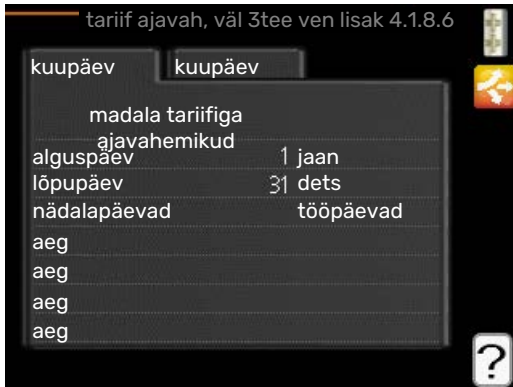 tariif ajavah, väl 3tee ven lisak 4.1.8.6
kuupäev kuupäev
madala tariifiga
ajavahemikud
alguspäev 1 jaan
lõpupäev 31 dets
nädalapäevad tööpäevad
aeg
aeg
aeg
aeg
?